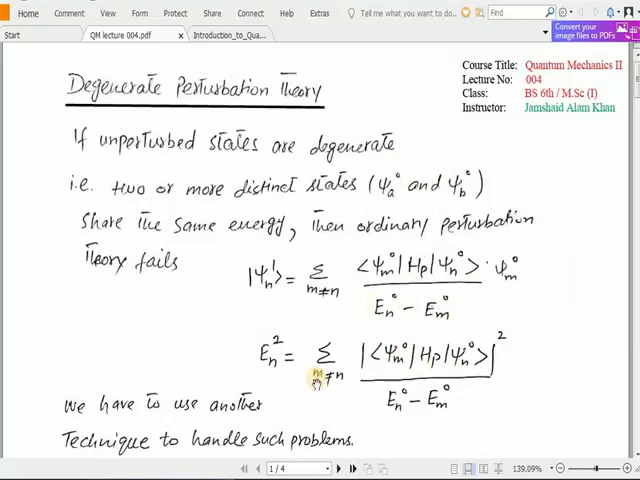 Home Comment View Form Protect Share Connect Help Extras Tell me what you want to do... Find
Start QM lecture 004.pdf × Introduction_to_Qua...
Convert your image files to PDFs
Course Title: Quantum Mechanics II
Lecture No: 004
Class: BS 6th / M.Sc (I)
Instructor: Jamshaid Alam Khan
Degenerate Perturbation Theory
If unperturbed states are degenerate
i.e. two or more distinct states (Ψa° and Ψb°)
Share the same energy, Then ordinary perturbation
Theory fails
|Ψn¹> = Σ m≠n <Ψm°|Hp|Ψn°> / En° - Em° · Ψm°
En² = Σ m≠n |<Ψm°|Hp|Ψn°>|² / En° - Em°
We have to use another
Technique to handle such problems.
1 / 4 139.09%